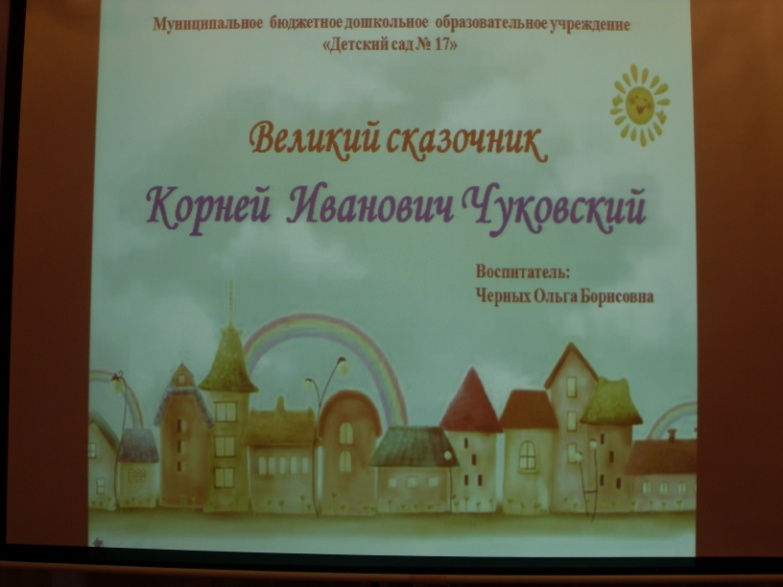 Муниципальное бюджетное дошкольное образовательное учреждение
«Детский сад № 17»
Великий сказочник
Корней Иванович Чуковский
Воспитатель:
Черных Ольга Борисовна